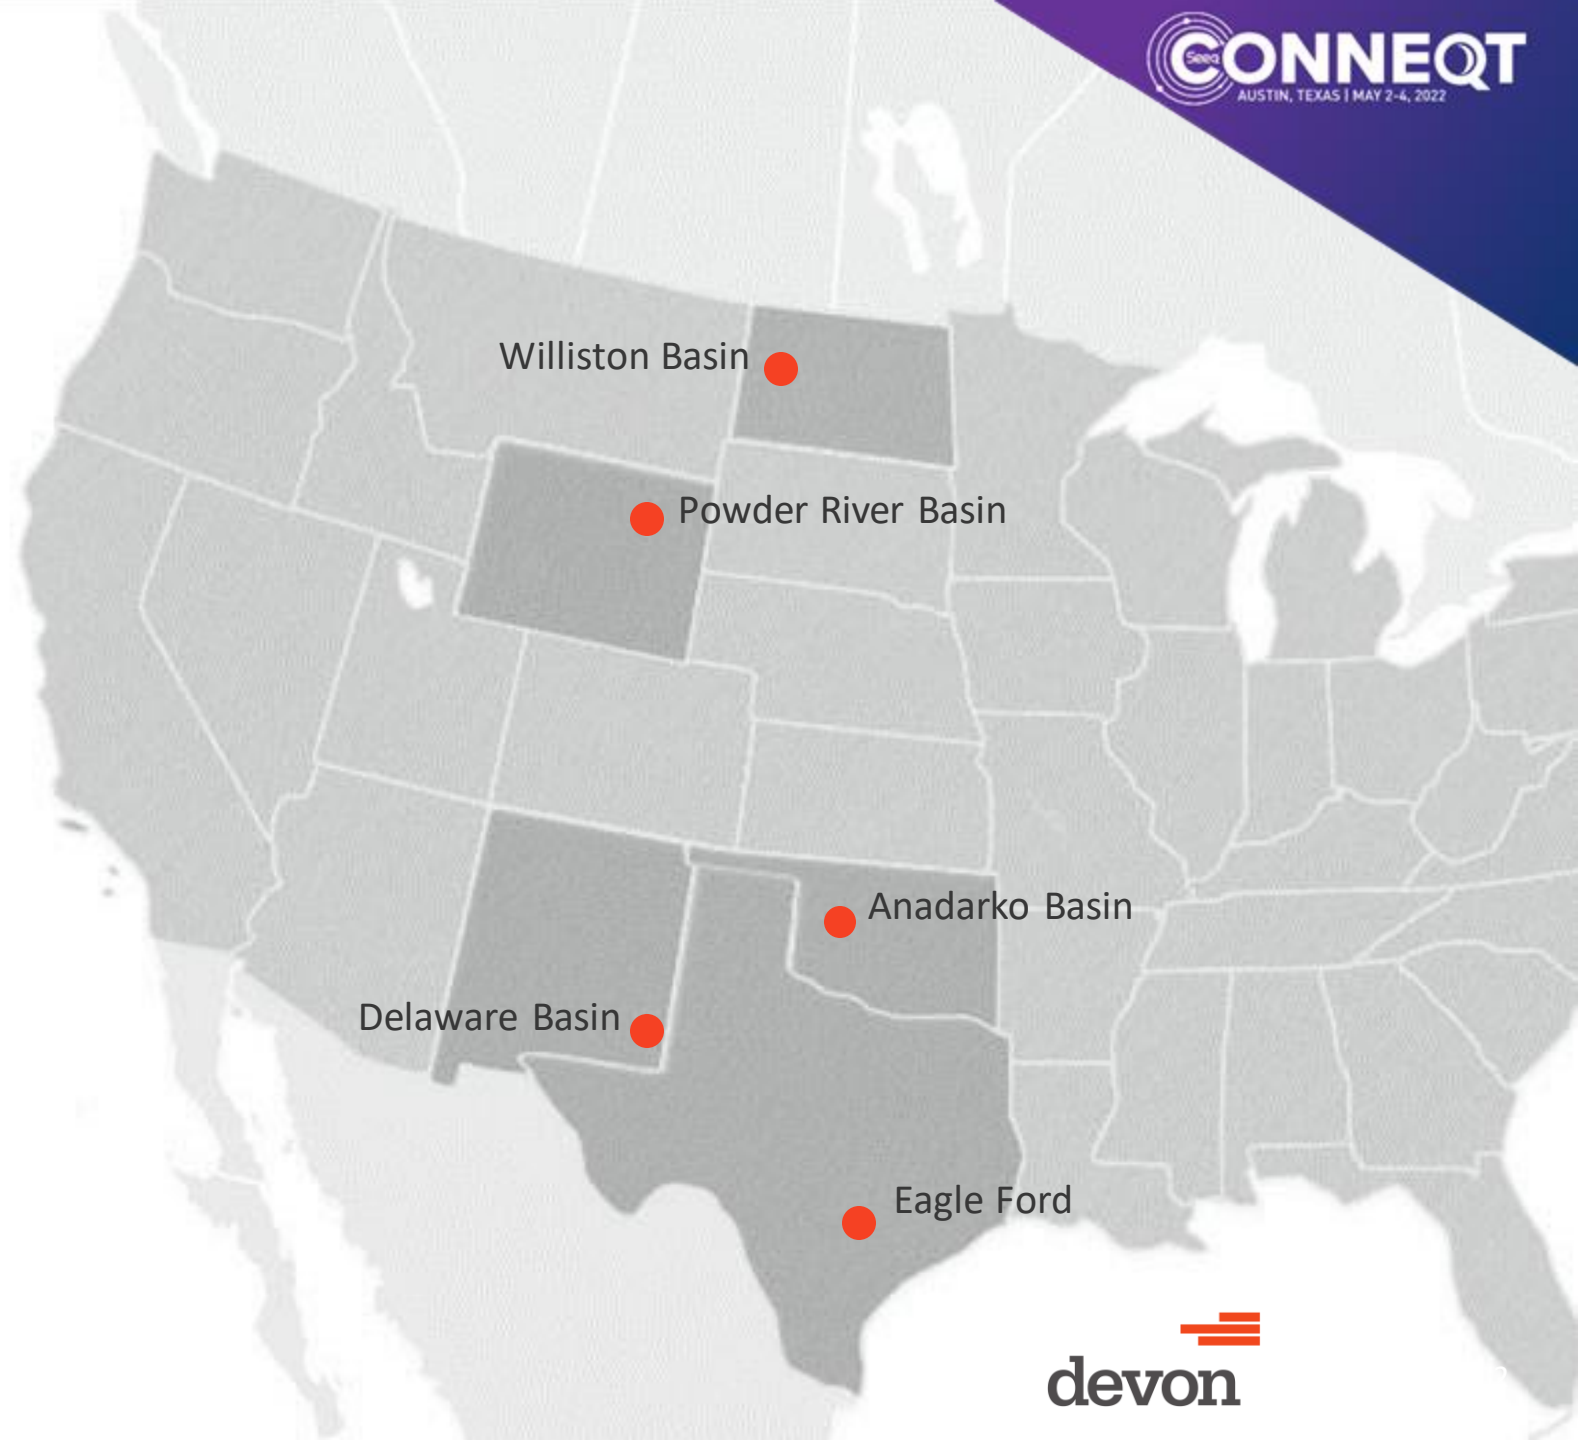 Seeq
CONNEQT
AUSTIN, TEXAS | MAY 2-4, 2022
Williston Basin
Powder River Basin
Anadarko Basin
Delaware Basin
Eagle Ford
devon